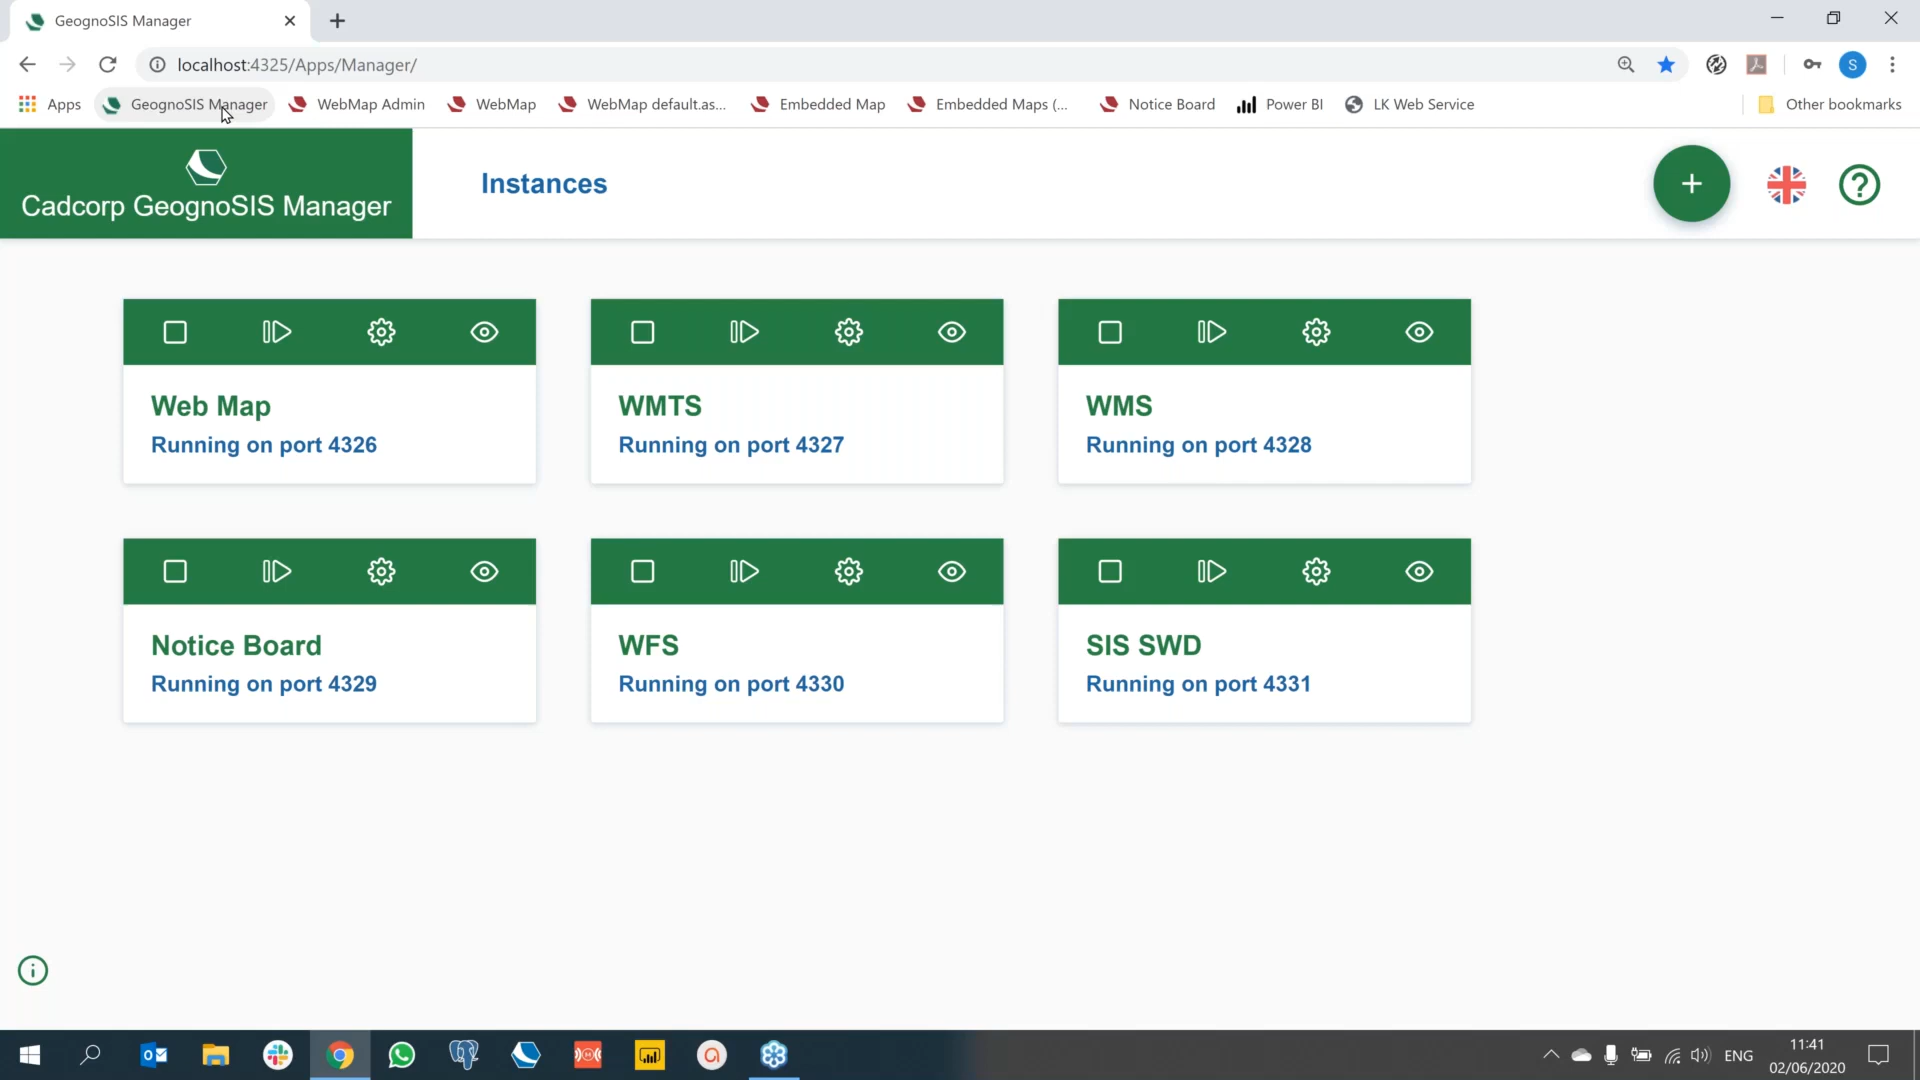 GeognoSIS Manager
localhost:4325/Apps/Manager/
S
Apps
GeognoSIS Manager
WebMap Admin
WebMap
WebMap default.as...
Embedded Map
Embedded Maps (...
Notice Board
Power BI
LK Web Service
Other bookmarks
Cadcorp GeognoSIS Manager
Instances
Web Map
Running on port 4326
WMTS
Running on port 4327
WMS
Running on port 4328
Notice Board
Running on port 4329
WFS
Running on port 4330
SIS SWD
Running on port 4331
ENG
11:41
02/06/2020